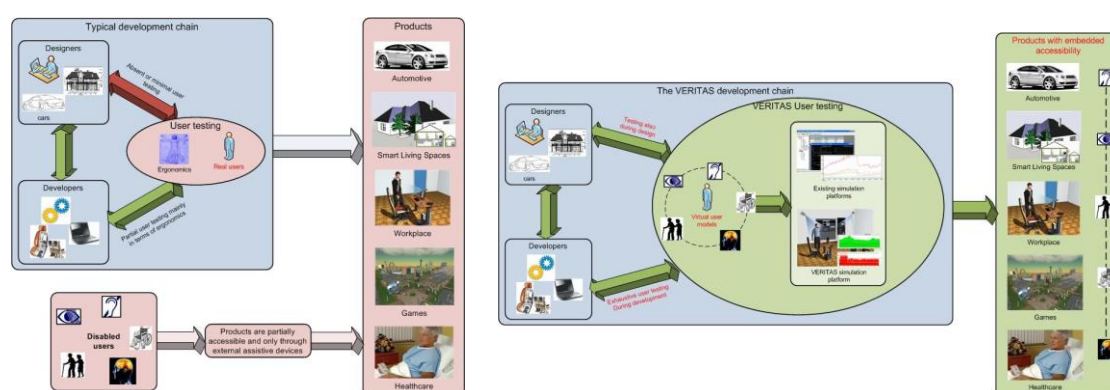 Typical development chain
Designers
cars
Absent or minimal user
testing
User testing
Ergonomics
Real users
Developers
Partial user testing mainly
in terms of ergonomics
Disabled
users
Products are partially
accessible and only through
external assistive devices
Products
Automotive
Smart Living Spaces
Workplace
Games
Healthcare
The VERITAS development chain
Designers
cars
Developers
Testing also
during design
Exhaustive user testing
During development
VERITAS User testing
Virtual user
models
Existing simulation
platforms
VERITAS simulation
platform
Products with embedded
accessibility
Automotive
Smart Living Spaces
Workplace
Games
Healthcare